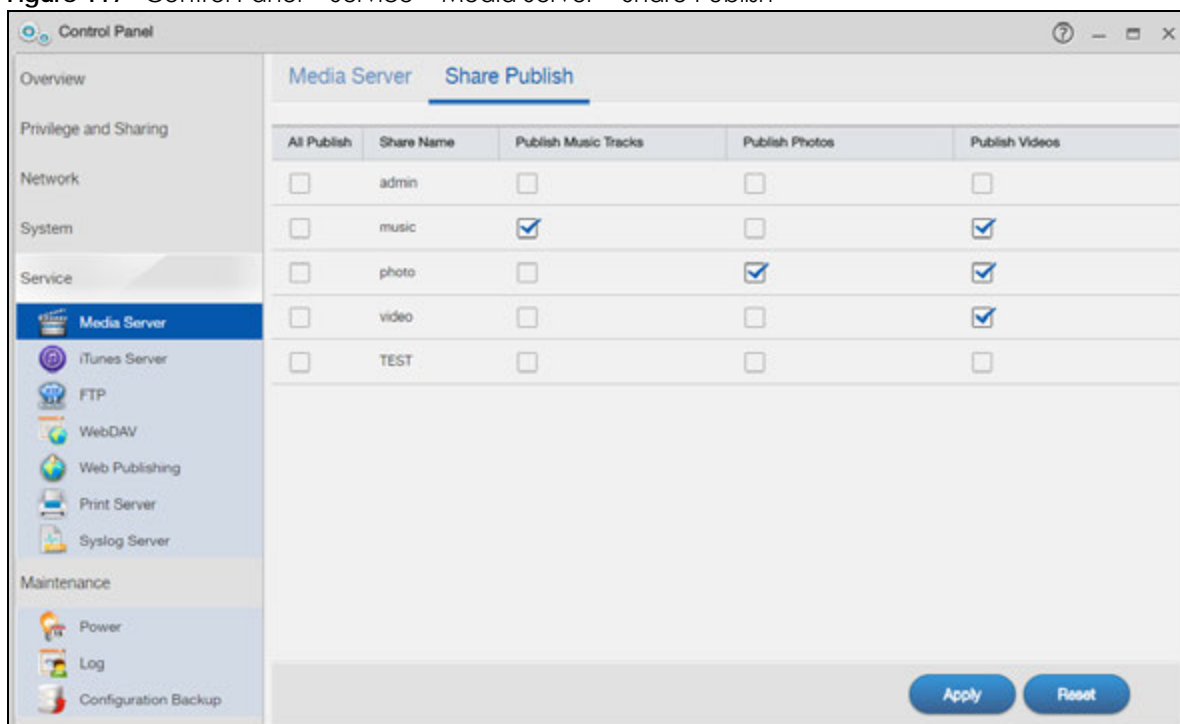 Control Panel
Overview
Privilege and Sharing
Network
System
Service
Media Server
iTunes Server
FTP
WebDAV
Web Publishing
Print Server
Syslog Server
Maintenance
Power
Log
Configuration Backup
Media Server Share Publish
All Publish Share Name Publish Music Tracks Publish Photos Publish Videos
admin
music
photo
video
TEST
Apply Reset